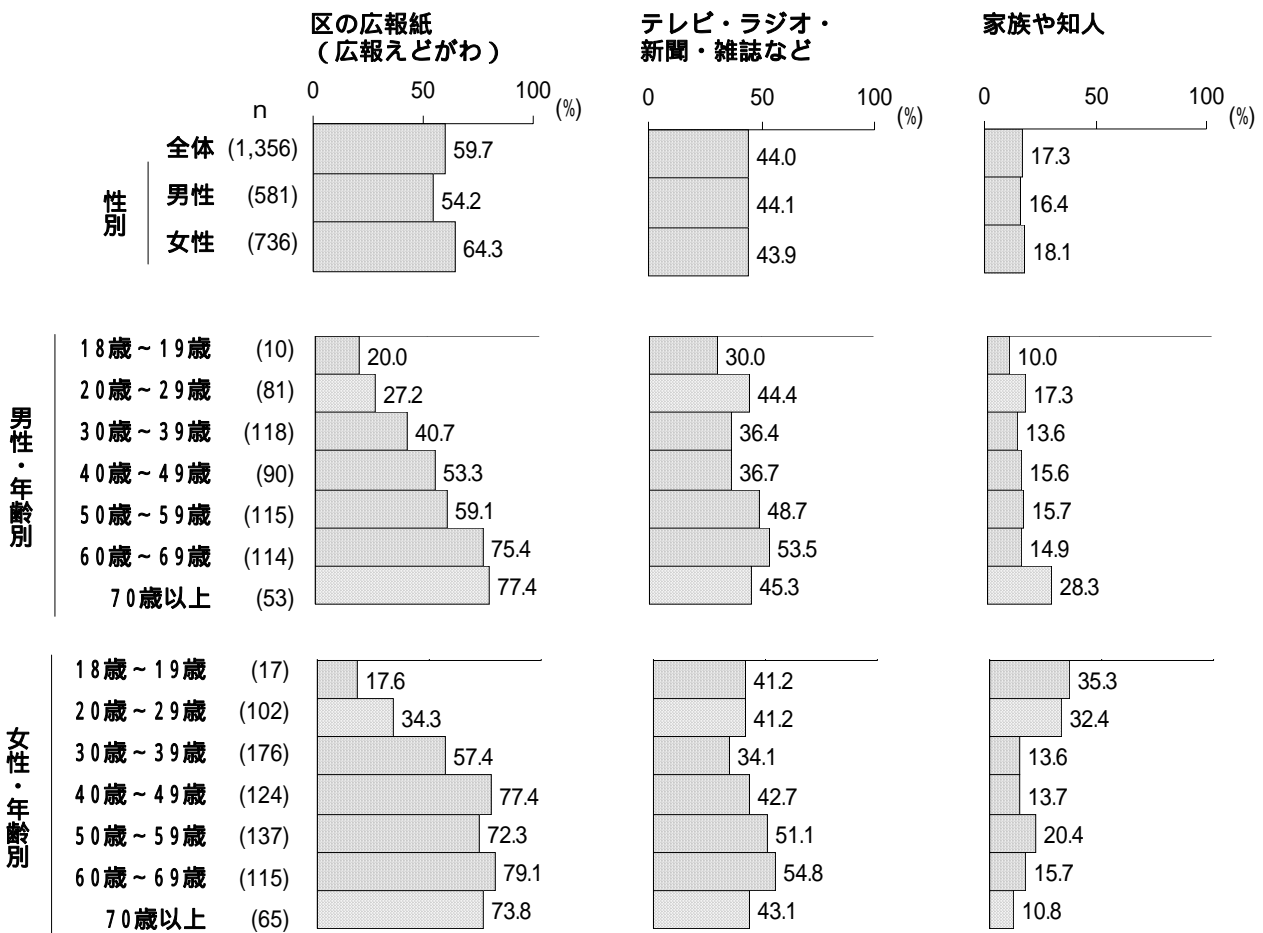 区の広報紙
（広報えどがわ）
テレビ・ラジオ・
新聞・雑誌など
家族や知人
n
0 50 100 (%)
0 50 100 (%)
0 50 100 (%)
性別
全体 (1,356) 59.7 44.0 17.3
男性 (581) 54.2 44.1 16.4
女性 (736) 64.3 43.9 18.1
男性・年齢別
18歳～19歳 (10) 20.0 30.0 10.0
20歳～29歳 (81) 27.2 44.4 17.3
30歳～39歳 (118) 40.7 36.4 13.6
40歳～49歳 (90) 53.3 36.7 15.6
50歳～59歳 (115) 59.1 48.7 15.7
60歳～69歳 (114) 75.4 53.5 14.9
70歳以上 (53) 77.4 45.3 28.3
女性・年齢別
18歳～19歳 (17) 17.6 41.2 35.3
20歳～29歳 (102) 34.3 41.2 32.4
30歳～39歳 (176) 57.4 34.1 13.6
40歳～49歳 (124) 77.4 42.7 13.7
50歳～59歳 (137) 72.3 51.1 20.4
60歳～69歳 (115) 79.1 54.8 15.7
70歳以上 (65) 73.8 43.1 10.8